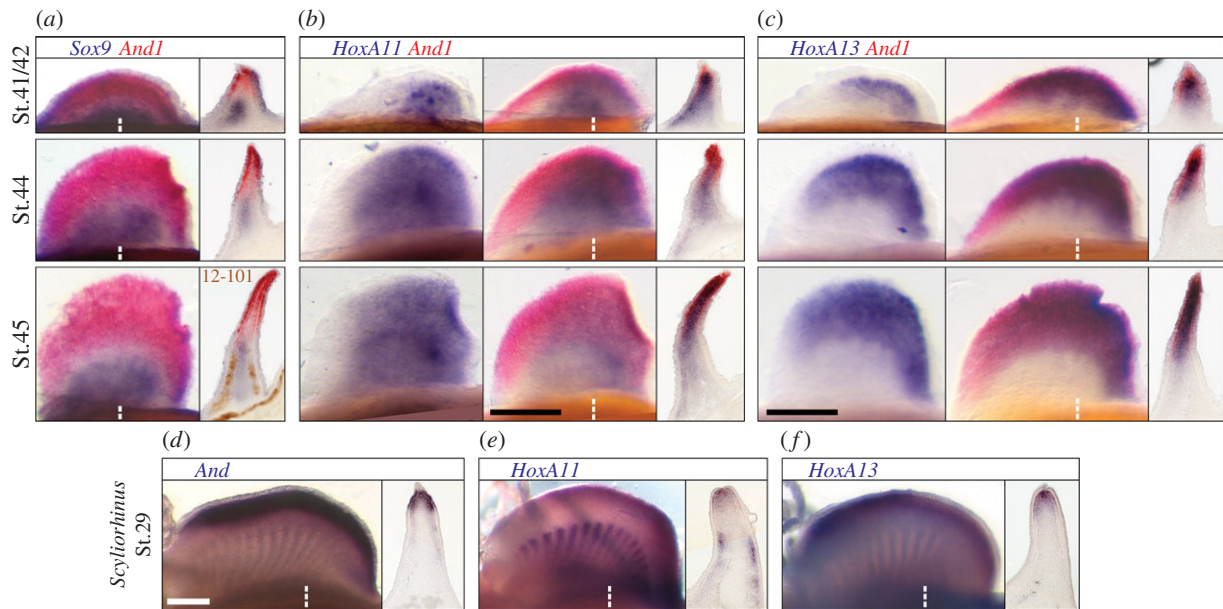 (a) (b) (c)
Sox9 And1 HoxA11 And1 HoxA13 And1
St.41/42
St.44
St.45
12-101
(d) (e) (f)
And HoxA11 HoxA13
Scyliorhinus
St.29